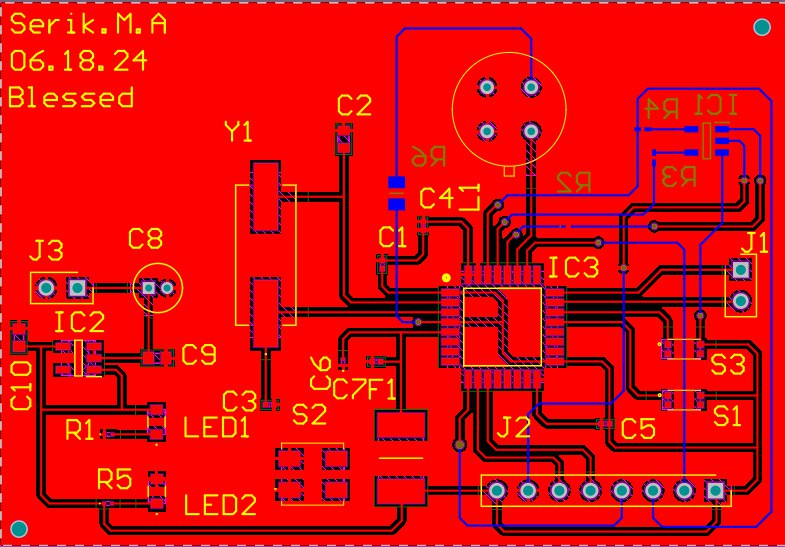 Serik.M.A
06.18.24
Blessed
C2
Y1
IC1
R4
R6
R3
R2
C4
L1
C1
C8
J3
J1
IC3
IC2
C9
C10
C6
C7
F1
S3
C3
S2
S1
R1
LED1
J2
C5
R5
LED2